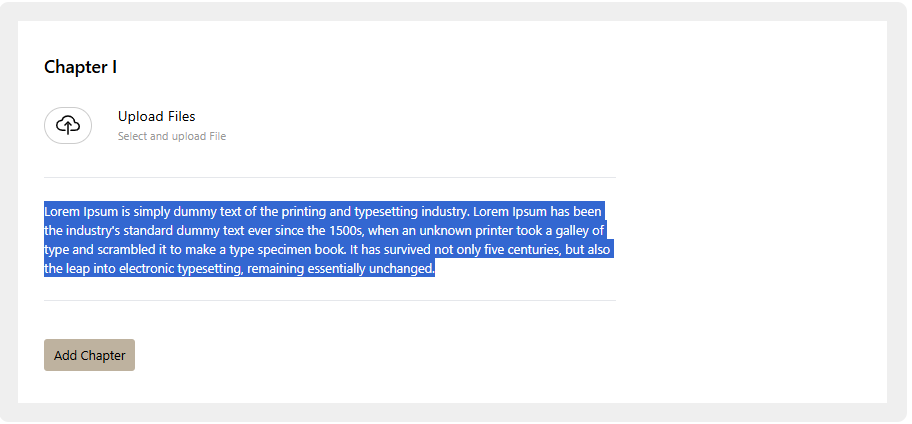 Chapter I
Upload Files
Select and upload File
Lorem Ipsum is simply dummy text of the printing and typesetting industry. Lorem Ipsum has been
the industry's standard dummy text ever since the 1500s, when an unknown printer took a galley of
type and scrambled it to make a type specimen book. It has survived not only five centuries, but also
the leap into electronic typesetting, remaining essentially unchanged.
Add Chapter